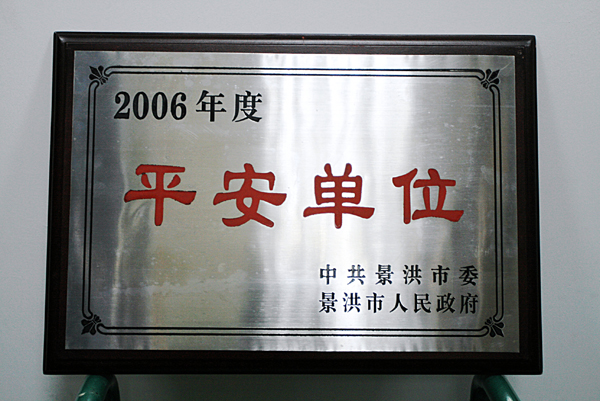 2006年度
平安单位
中共景洪市委
景洪市人民政府